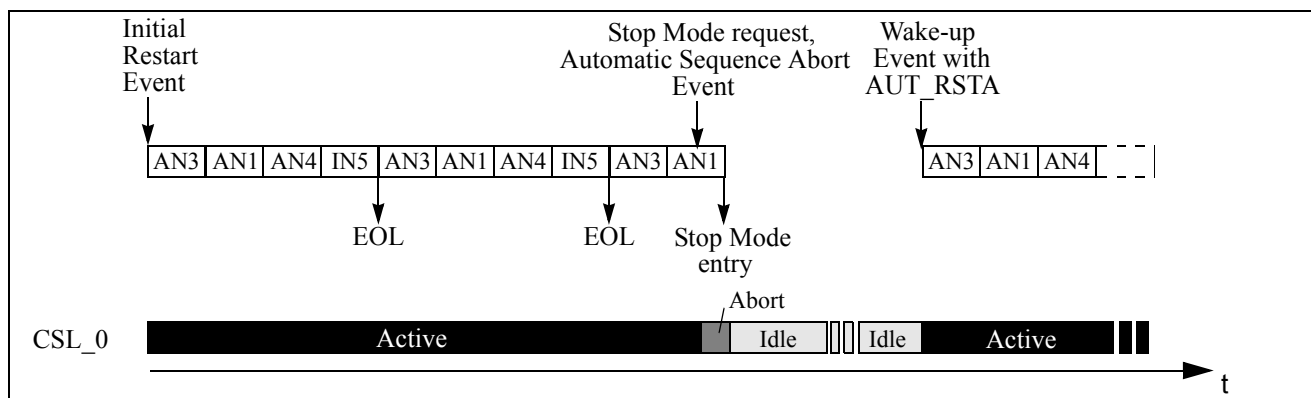 Initial
Restart
Event
Stop Mode request,
Automatic Sequence Abort
Event
Wake-up
Event with
AUT_RSTA
AN3 AN1 AN4 IN5 AN3 AN1 AN4 IN5 AN3 AN1
AN3 AN1 AN4
EOL
EOL
Stop Mode
entry
Abort
CSL_0
Active
Idle
Idle
Active
t